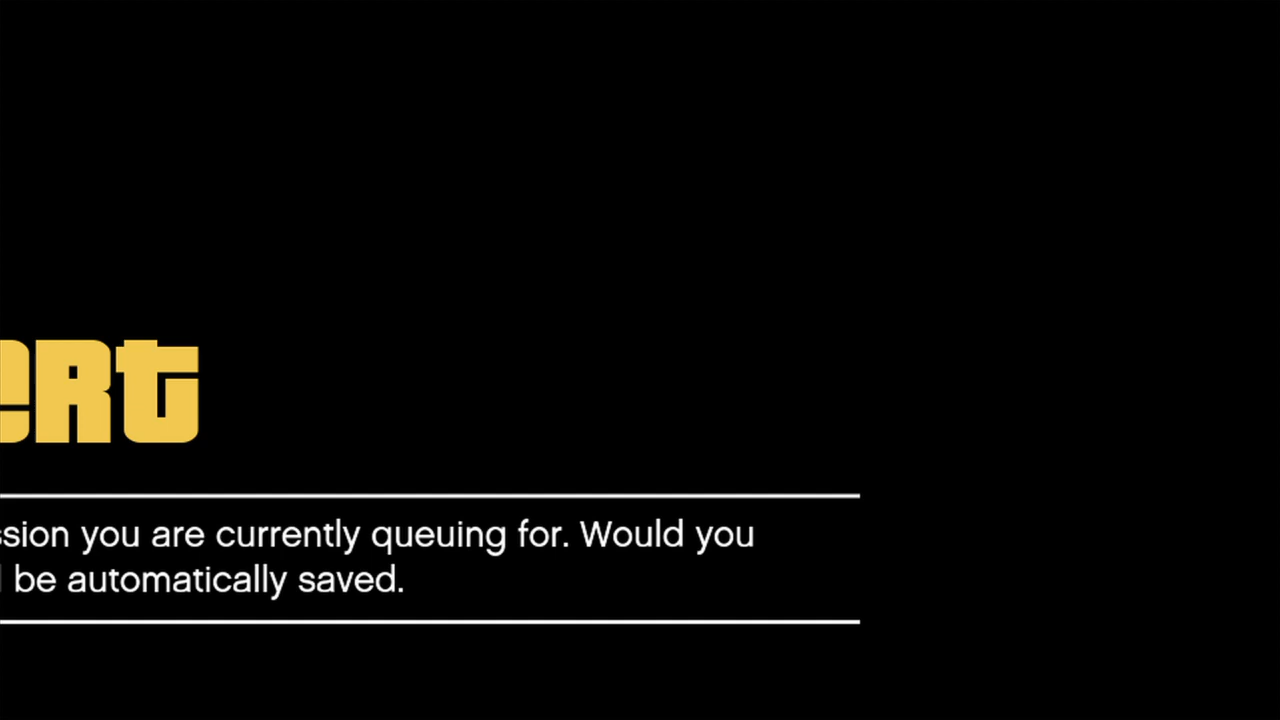 eRt
ssion you are currently queuing for. Would you
be automatically saved.